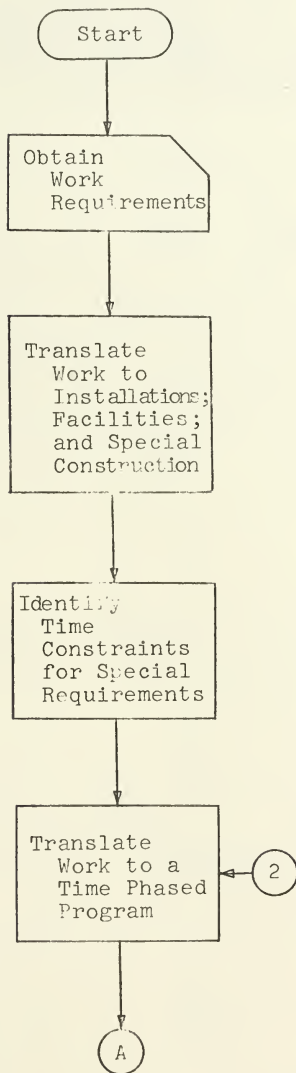 Start
Obtain
Work
Requirements
Translate
Work to
Installations;
Facilities;
and Special
Construction
Identify
Time
Constraints
for Special
Requirements
Translate
Work to a
Time Phased
Program
2
A